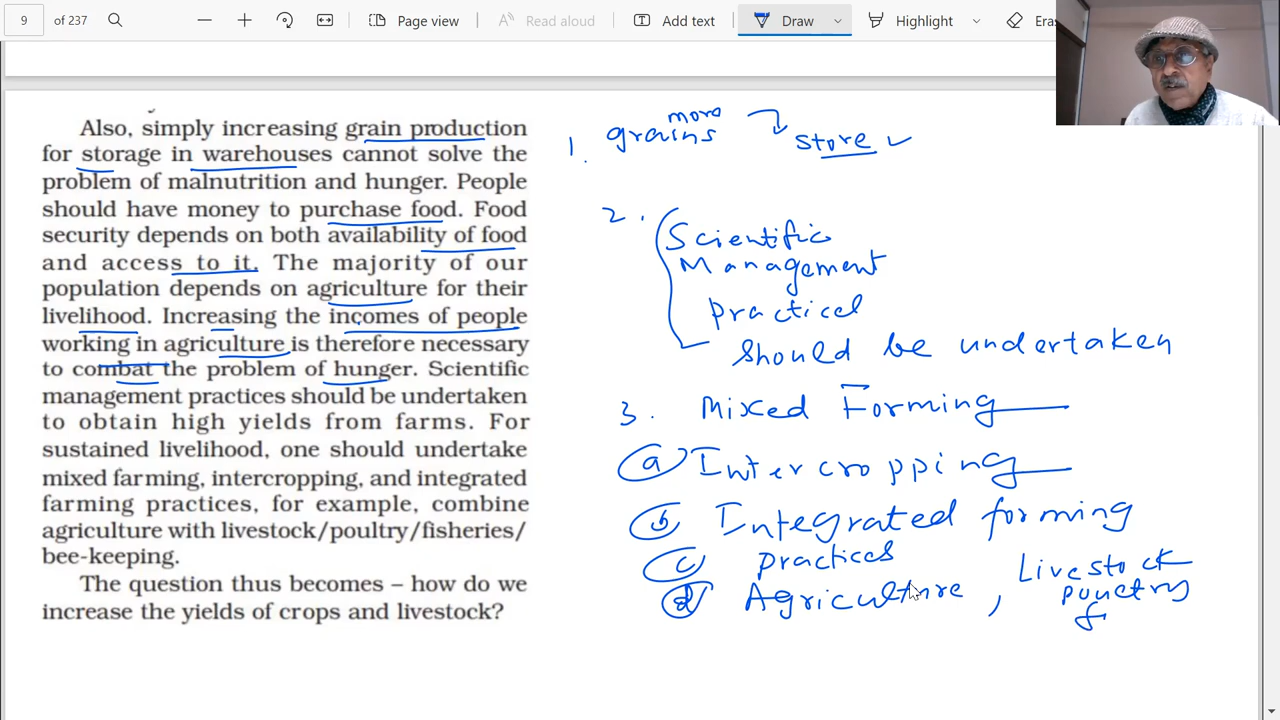 9 of 237 Page view Read aloud Add text Draw Highlight Eras
Also, simply increasing grain production
for storage in warehouses cannot solve the
problem of malnutrition and hunger. People
should have money to purchase food. Food
security depends on both availability of food
and access to it. The majority of our
population depends on agriculture for their
livelihood. Increasing the incomes of people
working in agriculture is therefore necessary
to combat the problem of hunger. Scientific
management practices should be undertaken
to obtain high yields from farms. For
sustained livelihood, one should undertake
mixed farming, intercropping, and integrated
farming practices, for example, combine
agriculture with livestock/poultry/fisheries/
bee-keeping.
The question thus becomes – how do we
increase the yields of crops and livestock?
more
1. grains store
2. Scientific
Management
Practical
should be undertaken
3. Mixed Forming
a Intercropping
b Integrated forming
c practices
d Agriculture, Livestock
f